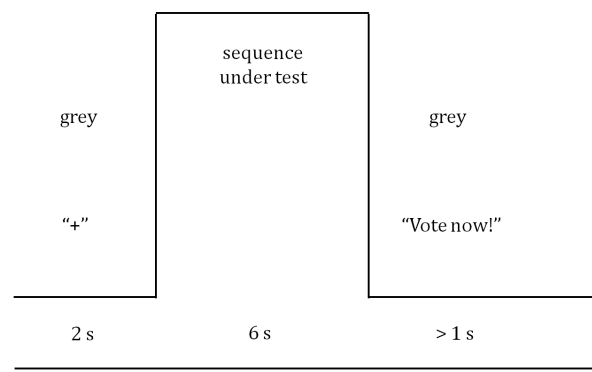 sequence
under test
grey
grey
“+”
“Vote now!”
2 s
6 s
> 1 s